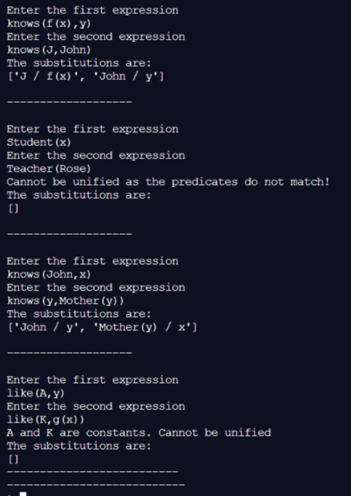 Enter the first expression
knows(f(x),y)
Enter the second expression
knows(J,John)
The substitutions are:
['J / f(x)', 'John / y']
-------------------
Enter the first expression
Student(x)
Enter the second expression
Teacher(Rose)
Cannot be unified as the predicates do not match!
The substitutions are:
[]
-------------------
Enter the first expression
knows(John,x)
Enter the second expression
knows(y,Mother(y))
The substitutions are:
['John / y', 'Mother(y) / x']
-------------------
Enter the first expression
like(A,y)
Enter the second expression
like(K,g(x))
A and K are constants. Cannot be unified
The substitutions are:
[]
--------------------------
---------------------------